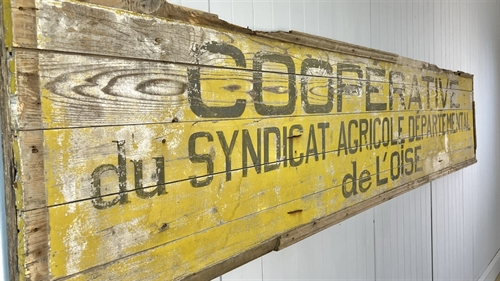 COOPÉRATIVE
du SYNDICAT AGRICOLE DÉPARTEMENTAL
de L'OISE